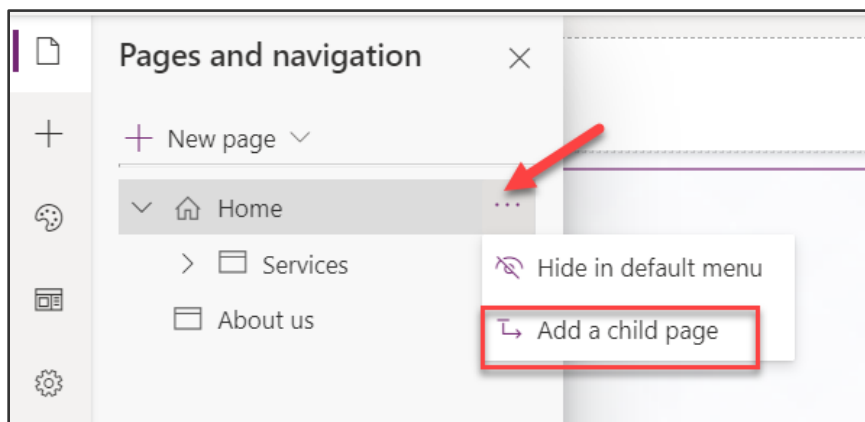 Pages and navigation
New page
Home
Services
Hide in default menu
About us
Add a child page